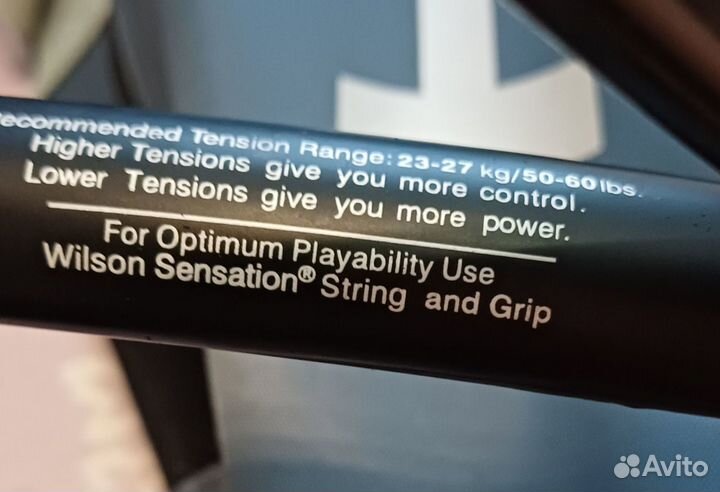 ecommended Tension Range: 23-27 kg/50-60 lbs.
Higher Tensions give you more control.
Lower Tensions give you more power.
For Optimum Playability Use
Wilson Sensation® String and Grip
Avito